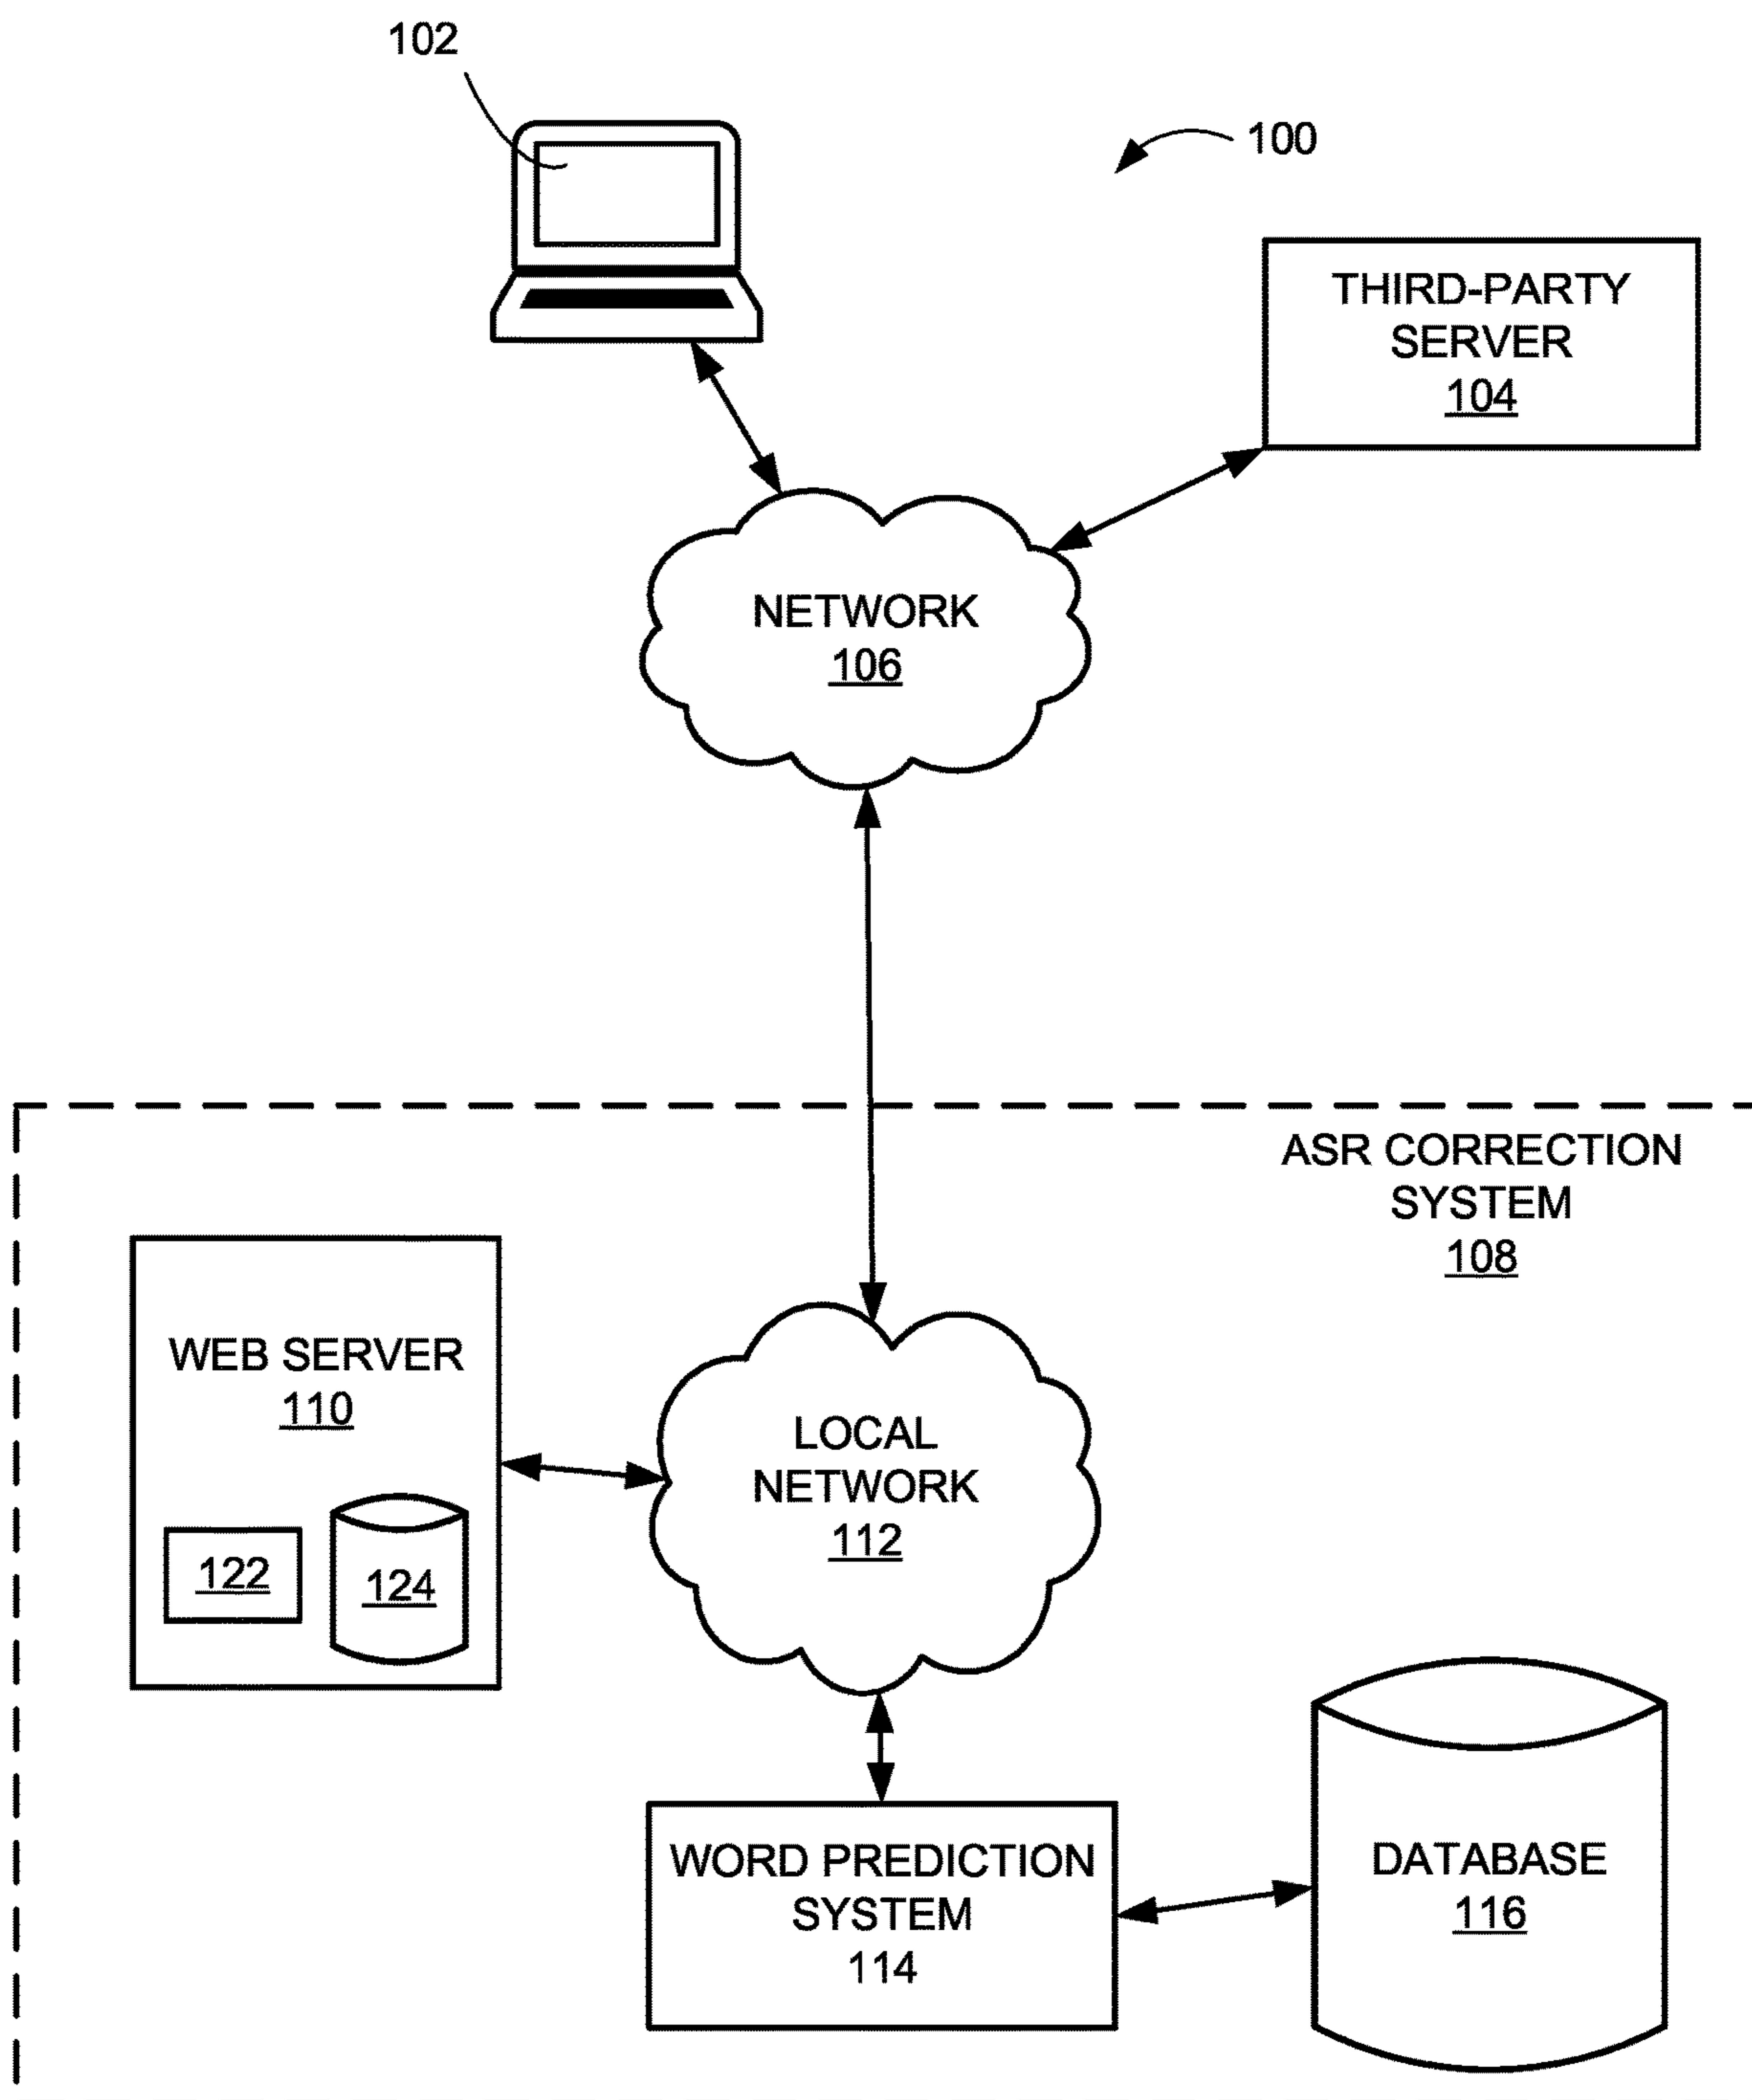 102
100
THIRD-PARTY
SERVER
104
NETWORK
106
ASR CORRECTION
SYSTEM
108
WEB SERVER
110
122
124
LOCAL
NETWORK
112
WORD PREDICTION
SYSTEM
114
DATABASE
116